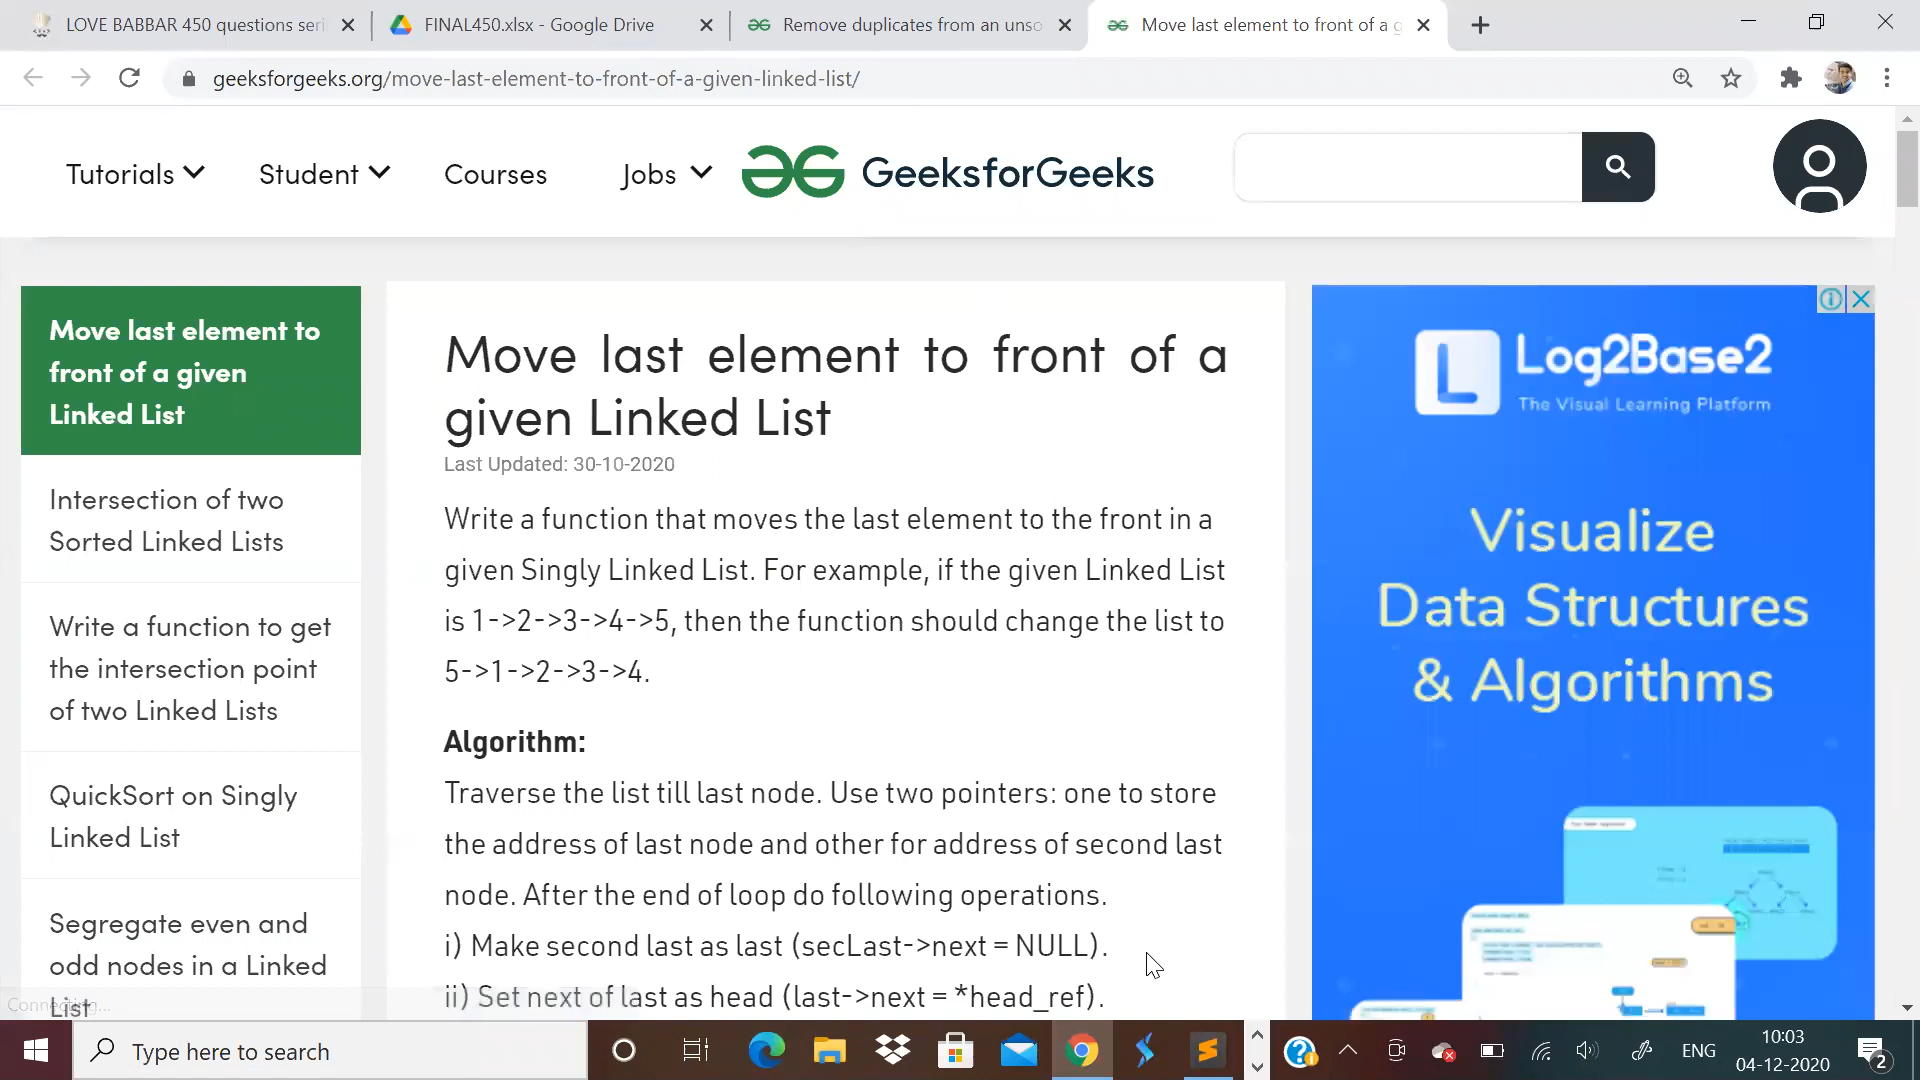 LOVE BABBAR 450 questions seri
FINAL450.xlsx - Google Drive
Remove duplicates from an unso
Move last element to front of a g
geeksforgeeks.org/move-last-element-to-front-of-a-given-linked-list/
Tutorials
Student
Courses
Jobs
GeeksforGeeks
Move last element to
front of a given
Linked List
Intersection of two
Sorted Linked Lists
Write a function to get
the intersection point
of two Linked Lists
QuickSort on Singly
Linked List
Segregate even and
odd nodes in a Linked
List
Connecting...
Move last element to front of a
given Linked List
Last Updated: 30-10-2020
Write a function that moves the last element to the front in a
given Singly Linked List. For example, if the given Linked List
is 1->2->3->4->5, then the function should change the list to
5->1->2->3->4.
Algorithm:
Traverse the list till last node. Use two pointers: one to store
the address of last node and other for address of second last
node. After the end of loop do following operations.
i) Make second last as last (secLast->next = NULL).
ii) Set next of last as head (last->next = *head_ref).
L
Log2Base2
The Visual Learning Platform
Visualize
Data Structures
& Algorithms
Type here to search
ENG
10:03
04-12-2020
2